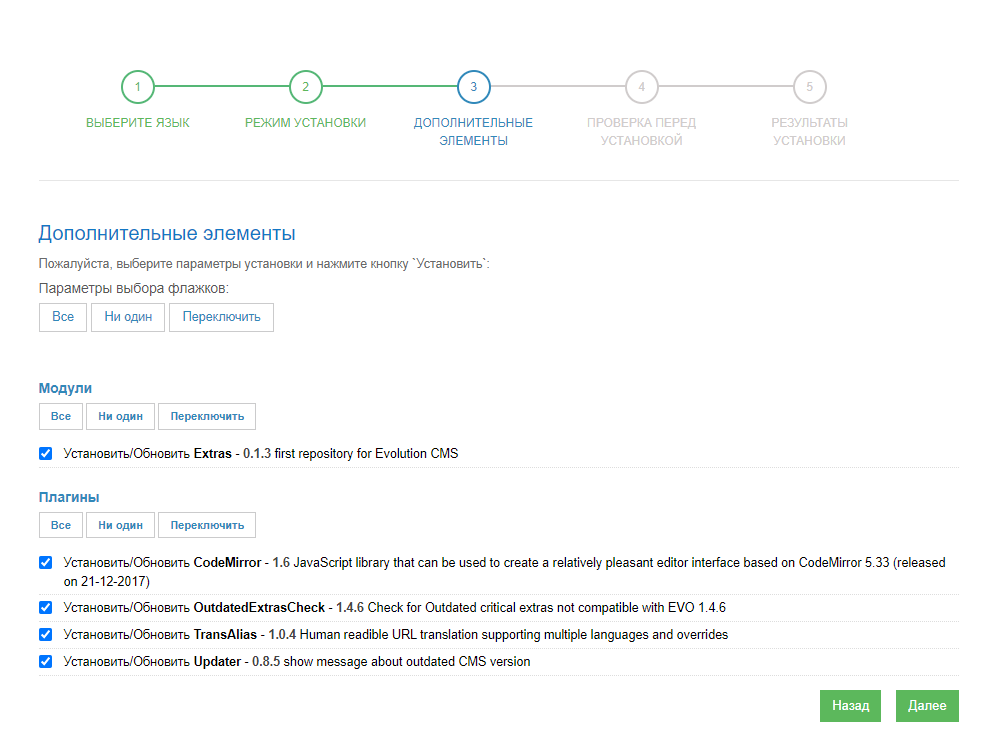 1 2 3 4 5
ВЫБЕРИТЕ ЯЗЫК РЕЖИМ УСТАНОВКИ ДОПОЛНИТЕЛЬНЫЕ ПРОВЕРКА ПЕРЕД РЕЗУЛЬТАТЫ
ЭЛЕМЕНТЫ УСТАНОВКОЙ УСТАНОВКИ
Дополнительные элементы
Пожалуйста, выберите параметры установки и нажмите кнопку `Установить`:
Параметры выбора флажков:
Все Ни один Переключить
Модули
Все Ни один Переключить
Установить/Обновить Extras - 0.1.3 first repository for Evolution CMS
Плагины
Все Ни один Переключить
Установить/Обновить CodeMirror - 1.6 JavaScript library that can be used to create a relatively pleasant editor interface based on CodeMirror 5.33 (released
on 21-12-2017)
Установить/Обновить OutdatedExtrasCheck - 1.4.6 Check for Outdated critical extras not compatible with EVO 1.4.6
Установить/Обновить TransAlias - 1.0.4 Human readible URL translation supporting multiple languages and overrides
Установить/Обновить Updater - 0.8.5 show message about outdated CMS version
Назад Далее